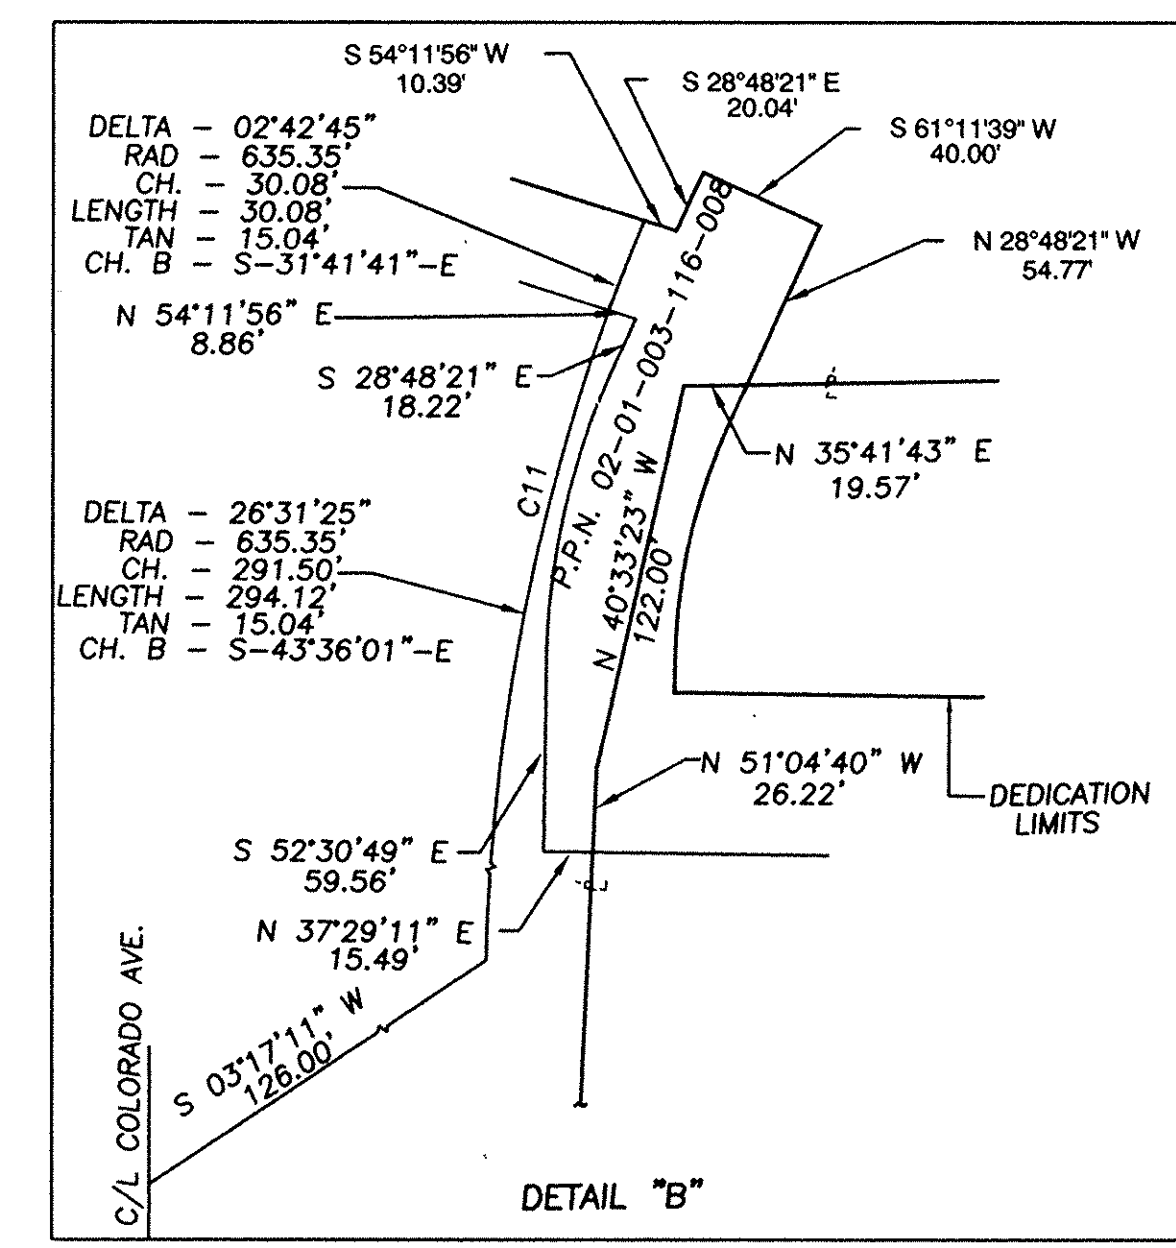 S 54°11'56" W
10.39'
S 28°48'21" E
20.04'
S 61°11'39" W
40.00'
DELTA - 02°42'45"
RAD - 635.35'
CH. - 30.08'
LENGTH - 30.08'
TAN - 15.04'
CH. B - S-31°41'41"-E
N 28°48'21" W
54.77'
N 54°11'56" E
8.86'
S 28°48'21" E
18.22'
P.P.N. 02-01-003-116-008
N 35°41'43" E
19.57'
C11
N 40°33'23" W
122.00'
DELTA - 26°31'25"
RAD - 635.35'
CH. - 291.50'
LENGTH - 294.12'
TAN - 15.04'
CH. B - S-43°36'01"-E
N 51°04'40" W
26.22'
DEDICATION
LIMITS
S 52°30'49" E
59.56'
N 37°29'11" E
15.49'
S 03°17'11" W
126.00'
C/L COLORADO AVE.
DETAIL "B"